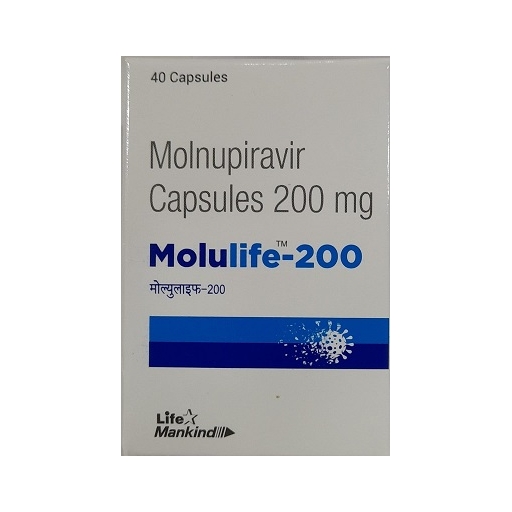 40 Capsules
Molnupiravir
Capsules 200 mg
Molulife™-200
मोल्युलाइफ-200
Life
Mankind